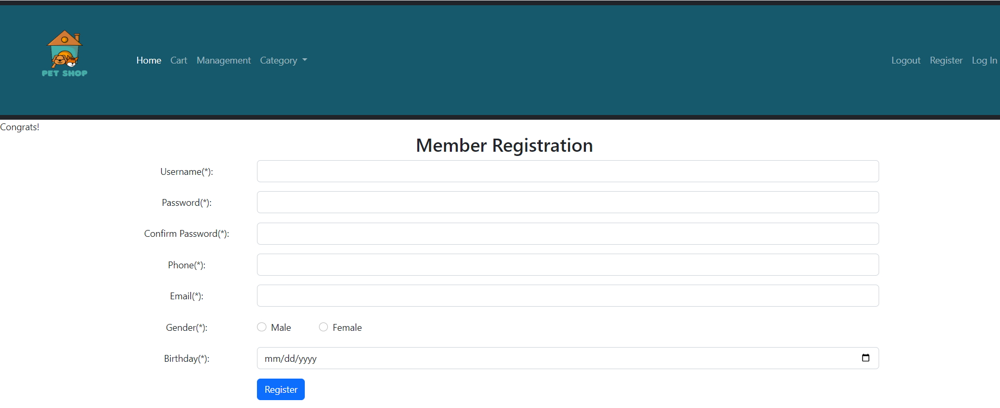 PET SHOP
Home Cart Management Category
Logout Register Log In
Congrats!
Member Registration
Username(*):
Password(*):
Confirm Password(*):
Phone(*):
Email(*):
Gender(*): Male Female
Birthday(*): mm/dd/yyyy
Register